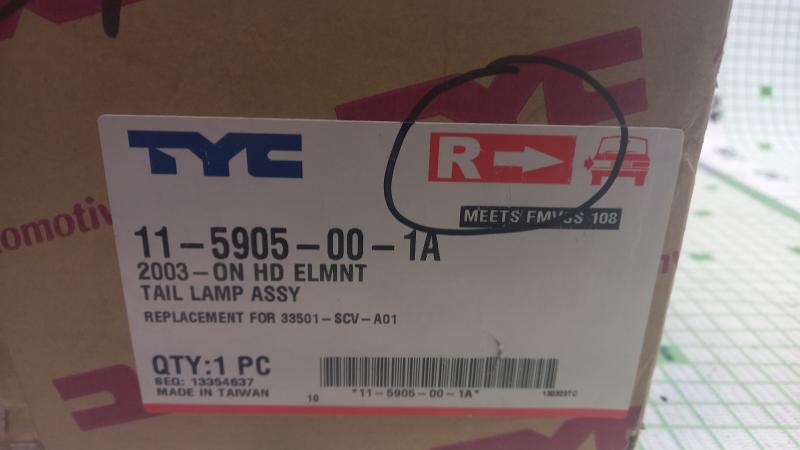 TYC
R
MEETS FMVSS 108
11-5905-00-1A
2003-ON HD ELMNT
TAIL LAMP ASSY
REPLACEMENT FOR 33501-SCV-A01
QTY:1 PC
SEQ: 13354637
MADE IN TAIWAN
10
*11-5905-00-1A*